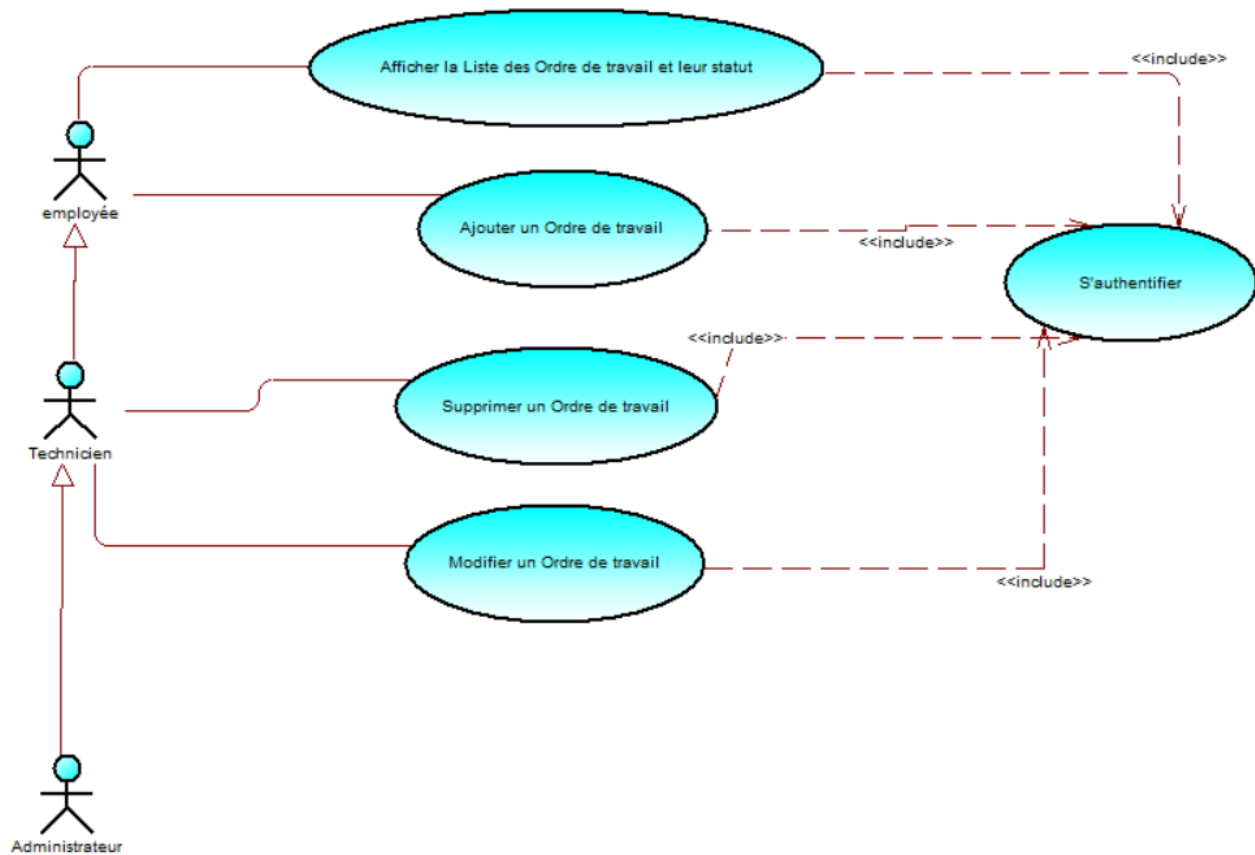 Afficher la Liste des Ordre de travail et leur statut
<<include>>
employée
Ajouter un Ordre de travail
<<include>>
S'authentifier
<<include>>
Technicien
Supprimer un Ordre de travail
Modifier un Ordre de travail
<<include>>
Administrateur